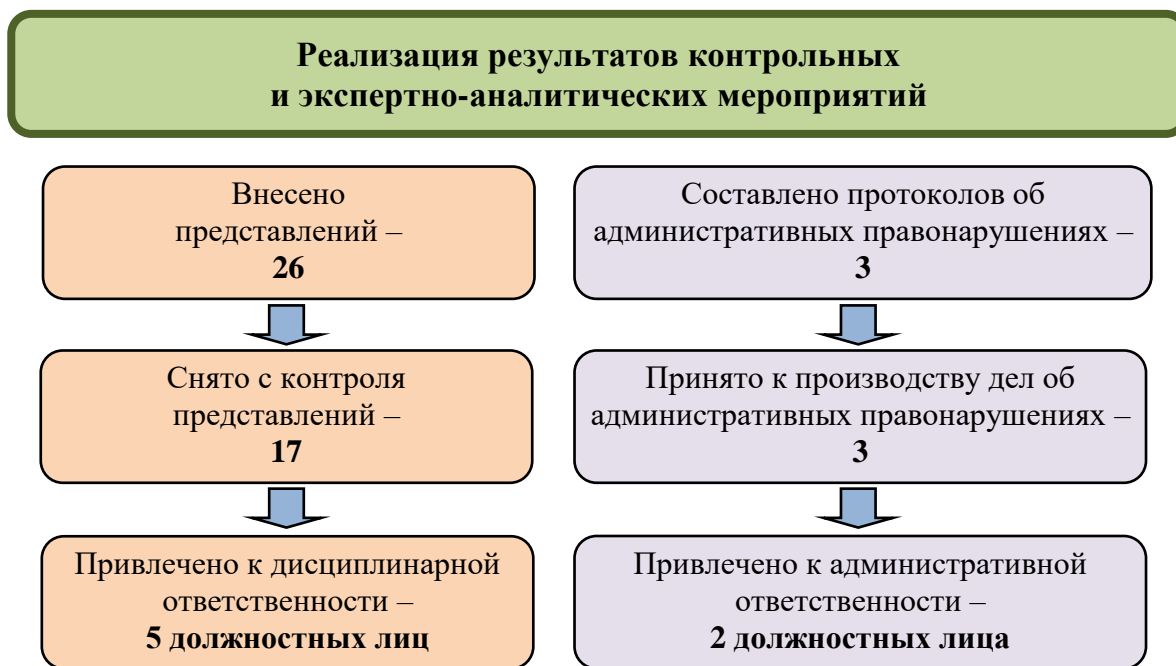 Реализация результатов контрольных
и экспертно-аналитических мероприятий
Внесено
представлений –
26
Снято с контроля
представлений –
17
Привлечено к дисциплинарной
ответственности –
5 должностных лиц
Составлено протоколов об
административных правонарушениях –
3
Принято к производству дел об
административных правонарушениях –
3
Привлечено к административной
ответственности –
2 должностных лица